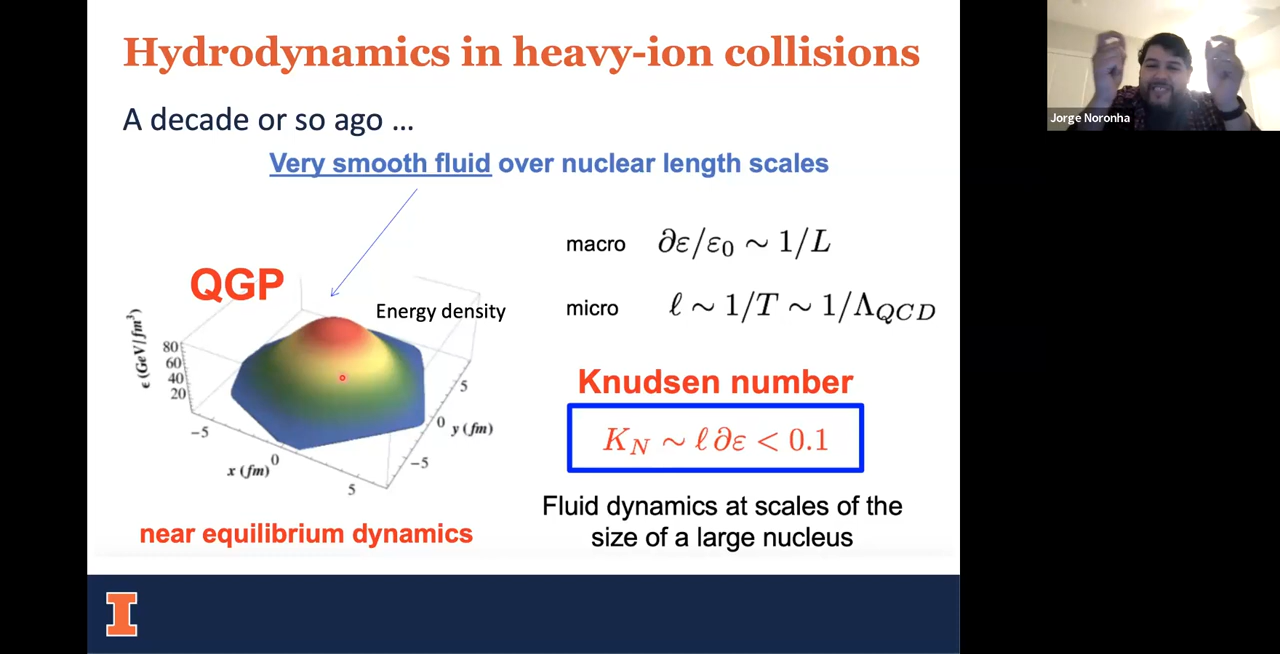 Hydrodynamics in heavy-ion collisions
A decade or so ago ...
Very smooth fluid over nuclear length scales
QGP
Energy density
ϵ (GeV/fm³)
80
60
40
20
-5
0
5
x (fm)
5
0
-5
y (fm)
near equilibrium dynamics
macro ∂ε/ε₀ ∼ 1/L
micro ℓ ∼ 1/T ∼ 1/Λ_QCD
Knudsen number
K_N ∼ ℓ ∂ε < 0.1
Fluid dynamics at scales of the
size of a large nucleus
I
Jorge Noronha